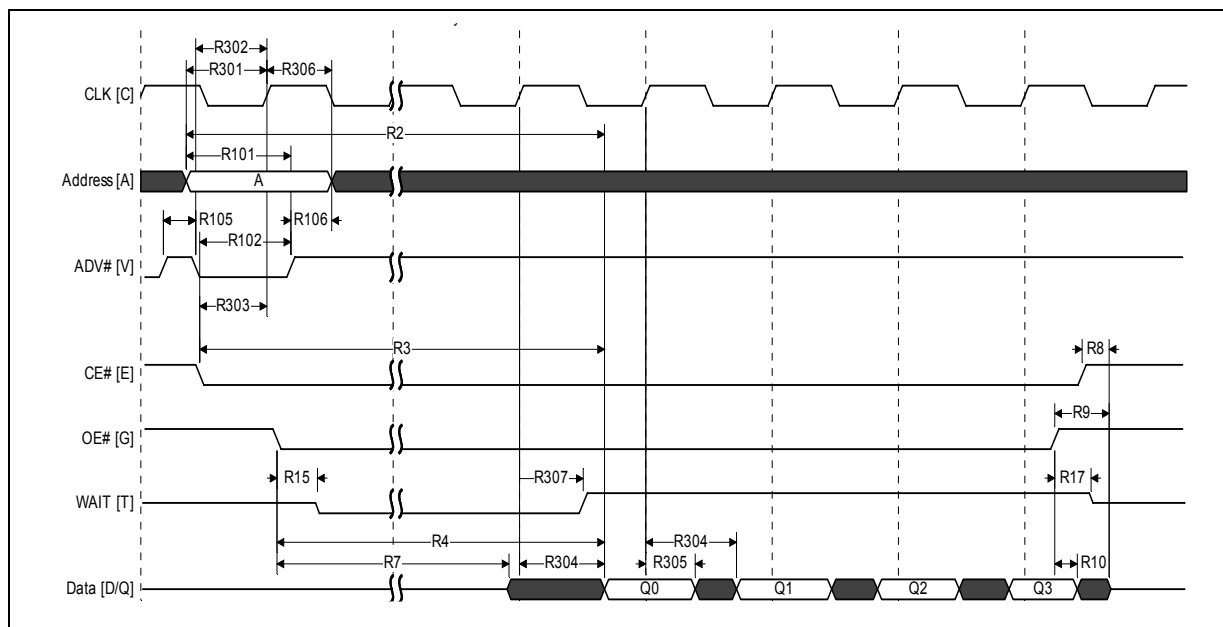 R302
R301 R306
CLK [C]
R2
R101
Address [A] A
R105 R106
R102
ADV# [V]
R303
R3
CE# [E] R8
R9
OE# [G]
R15 R307 R17
WAIT [T]
R4 R304
R7 R304 R305 R10
Data [D/Q] Q0 Q1 Q2 Q3